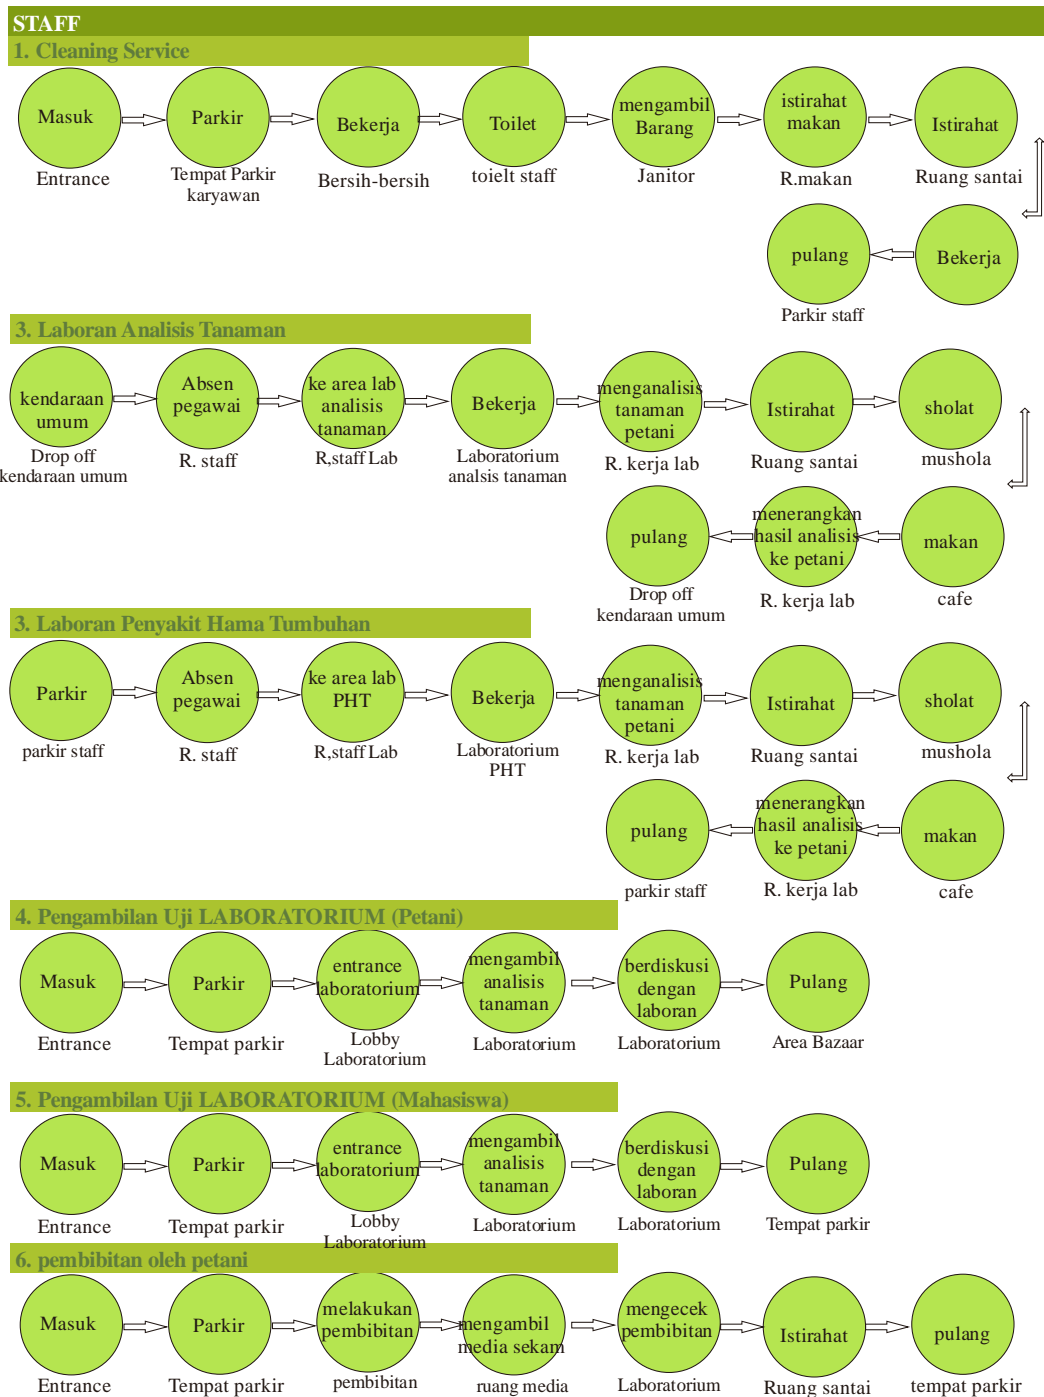 STAFF
1. Cleaning Service
Masuk
Entrance
Parkir
Tempat Parkir
karyawan
Bekerja
Bersih-bersih
Toilet
toielt staff
mengambil
Barang
Janitor
istirahat
makan
R.makan
Istirahat
Ruang santai
Bekerja
pulang
Parkir staff
3. Laboran Analisis Tanaman
kendaraan
umum
Drop off
kendaraan umum
Absen
pegawai
R. staff
ke area lab
analisis
tanaman
R,staff Lab
Bekerja
Laboratorium
analsis tanaman
menganalisis
tanaman
petani
R. kerja lab
Istirahat
Ruang santai
sholat
mushola
makan
cafe
menerangkan
hasil analisis
ke petani
R. kerja lab
pulang
Drop off
kendaraan umum
3. Laboran Penyakit Hama Tumbuhan
Parkir
parkir staff
Absen
pegawai
R. staff
ke area lab
PHT
R,staff Lab
Bekerja
Laboratorium
PHT
menganalisis
tanaman
petani
R. kerja lab
Istirahat
Ruang santai
sholat
mushola
makan
cafe
menerangkan
hasil analisis
ke petani
R. kerja lab
pulang
parkir staff
4. Pengambilan Uji LABORATORIUM (Petani)
Masuk
Entrance
Parkir
Tempat parkir
entrance
laboratorium
Lobby
Laboratorium
mengambil
analisis
tanaman
Laboratorium
berdiskusi
dengan
laboran
Laboratorium
Pulang
Area Bazaar
5. Pengambilan Uji LABORATORIUM (Mahasiswa)
Masuk
Entrance
Parkir
Tempat parkir
entrance
laboratorium
Lobby
Laboratorium
mengambil
analisis
tanaman
Laboratorium
berdiskusi
dengan
laboran
Laboratorium
Pulang
Tempat parkir
6. pembibitan oleh petani
Masuk
Entrance
Parkir
Tempat parkir
melakukan
pembibitan
pembibitan
mengambil
media sekam
ruang media
mengecek
pembibitan
Laboratorium
Istirahat
Ruang santai
pulang
tempat parkir